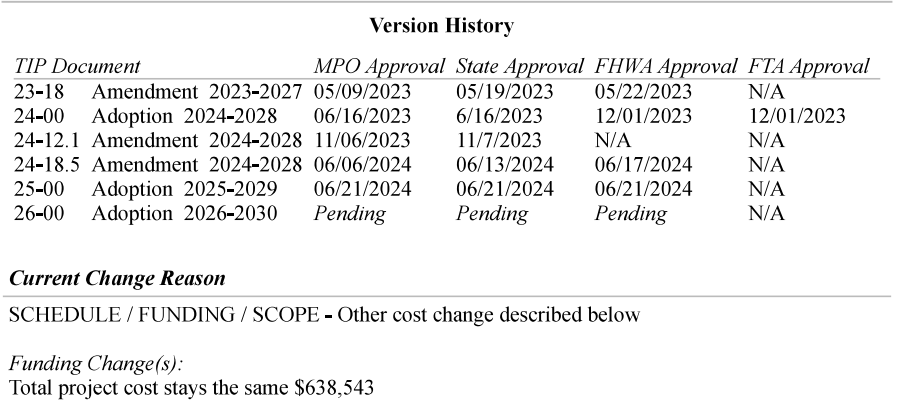 Version History
TIP Document MPO Approval State Approval FHWA Approval FTA Approval
23-18 Amendment 2023-2027 05/09/2023 05/19/2023 05/22/2023 N/A
24-00 Adoption 2024-2028 06/16/2023 6/16/2023 12/01/2023 12/01/2023
24-12.1 Amendment 2024-2028 11/06/2023 11/7/2023 N/A N/A
24-18.5 Amendment 2024-2028 06/06/2024 06/13/2024 06/17/2024 N/A
25-00 Adoption 2025-2029 06/21/2024 06/21/2024 06/21/2024 N/A
26-00 Adoption 2026-2030 Pending Pending Pending N/A
Current Change Reason
SCHEDULE / FUNDING / SCOPE - Other cost change described below
Funding Change(s):
Total project cost stays the same $638,543